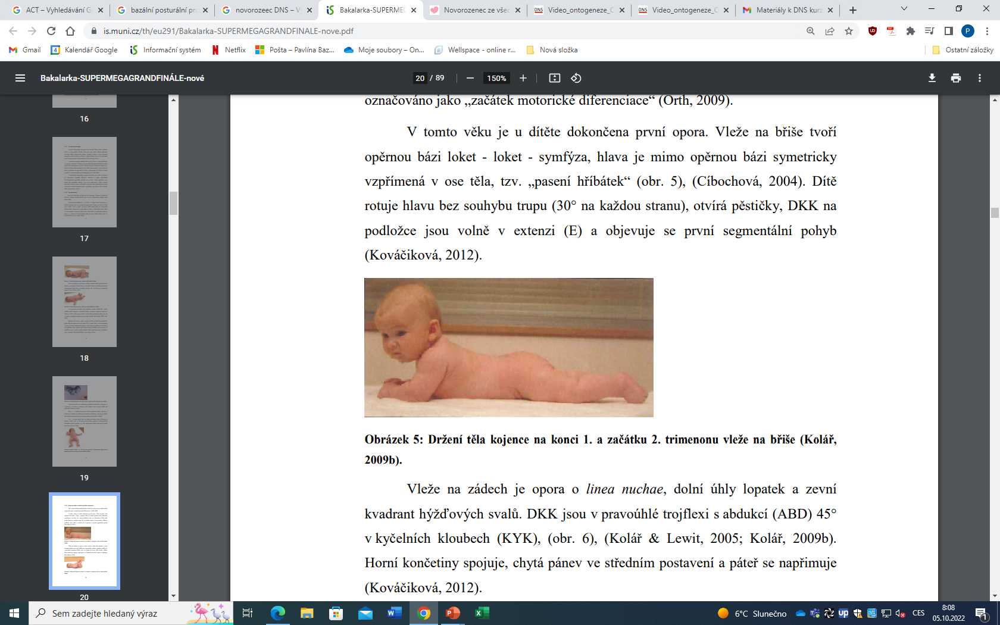 ACT – Vyhledávání G
bazální posturální pro
novorozeec DNS – V
Bakalarka-SUPERMEG
Novorozenec ze všec
Video_ontogeneze_C
Video_ontogeneze_C
Materiály k DNS kurz
is.muni.cz/th/eu291/Bakalarka-SUPERMEGAGRANDFINALE-nove.pdf
P
Gmail
4 Kalendář Google
Informační systém
Netflix
Pošta – Pavlína Baz...
Moje soubory – On...
Wellspace - online r...
Nová složka
Ostatní záložky
Bakalarka-SUPERMEGAGRANDFINÁLE-nové
20 / 89
150%
16
17
18
19
20
označováno jako „začátek motorické diferenciace“ (Orth, 2009).
V tomto věku je u dítěte dokončena první opora. Vleže na břiše tvoří
opěrnou bázi loket - loket - symfýza, hlava je mimo opěrnou bázi symetricky
vzpřímená v ose těla, tzv. „pasení hříbátek“ (obr. 5), (Cíbochová, 2004). Dítě
rotuje hlavu bez souhybu trupu (30° na každou stranu), otvírá pěstičky, DKK na
podložce jsou volně v extenzi (E) a objevuje se první segmentální pohyb
(Kováčiková, 2012).
Obrázek 5: Držení těla kojence na konci 1. a začátku 2. trimenonu vleže na břiše (Kolář,
2009b).
Vleže na zádech je opora o linea nuchae, dolní úhly lopatek a zevní
kvadrant hýžďových svalů. DKK jsou v pravoúhlé trojflexi s abdukcí (ABD) 45°
v kyčelních kloubech (KYK), (obr. 6), (Kolář & Lewit, 2005; Kolář, 2009b).
Horní končetiny spojuje, chytá pánev ve středním postavení a páteř se napřimuje
(Kováčiková, 2012).
Sem zadejte hledaný výraz
6°C Slunečno
CES
8:08
05.10.2022
1